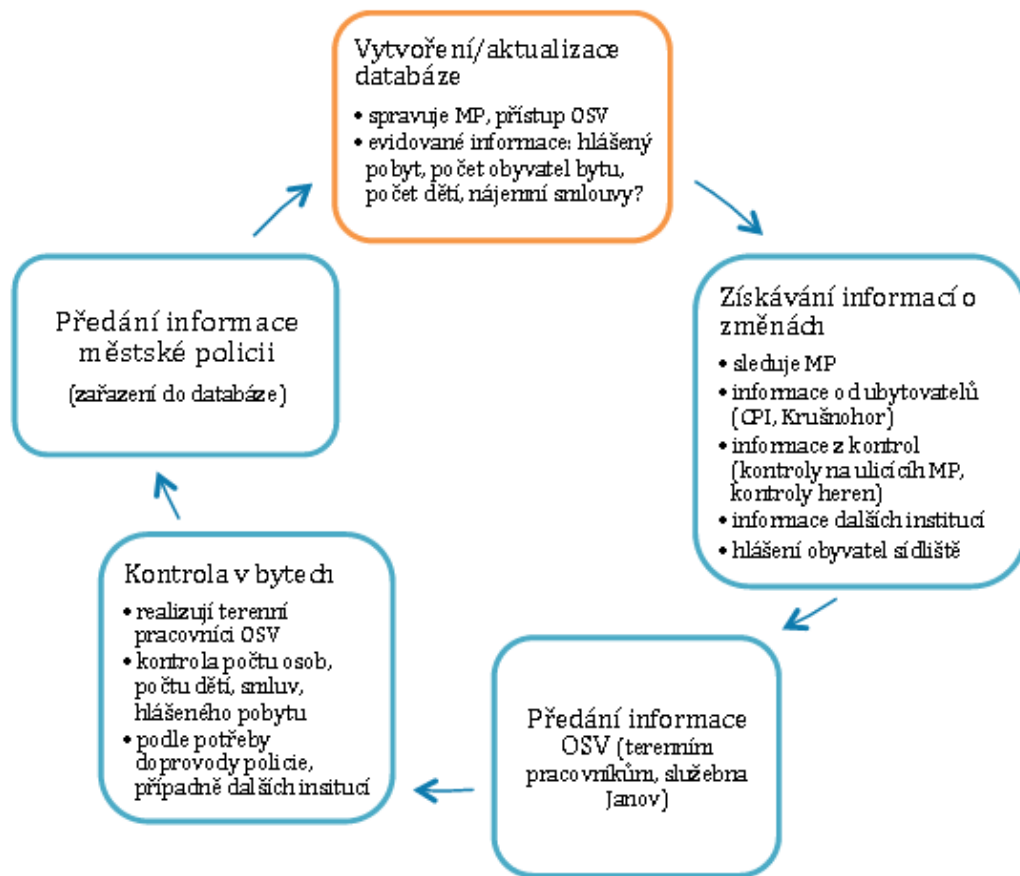 Vytvoření/aktualizace
databáze
• spravuje MP, přístup OSV
• evidované informace: hlášený
pobyt, počet obyvatel bytu,
počet dětí, nájemní smlouvy?
Získávání informací o
změnách
• sleduje MP
• informace od ubytovatelů
(CPI, Krušnohor)
• informace z kontrol
(kontroly na ulicícíh MP,
kontroly heren)
• informace dalších institucí
• hlášení obyvatel sídliště
Předání informace
OSV (terenním
pracovníkům, služebna
Janov)
Kontrola v bytech
• realizují terenní
pracovníci OSV
• kontrola počtu osob,
počtu dětí, smluv,
hlášeného pobytu
• podle potřeby
doprovody policie,
případně dalších insitucí
Předání informace
městské policii
(zařazení do databáze)